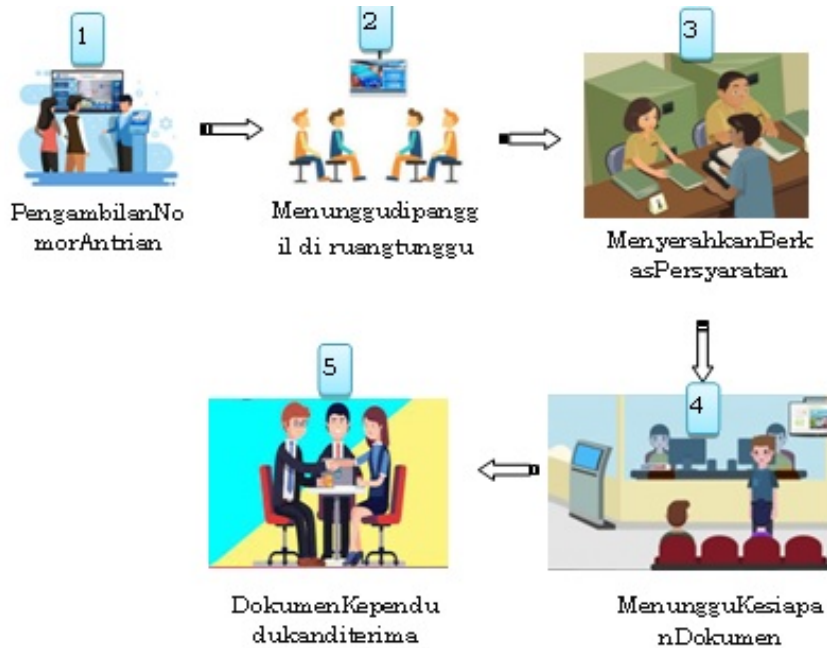 1
PengambilanNo
morAntrian
2
Menunggudipangg
il di ruangtunggu
3
MenyerahkanBerk
asPersyaratan
4
MenungguKesiapa
nDokumen
5
DokumenKependu
dukanditerima